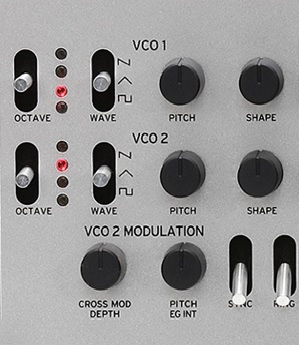 VCO 1
OCTAVE WAVE PITCH SHAPE
VCO 2
OCTAVE WAVE PITCH SHAPE
VCO 2 MODULATION
CROSS MOD DEPTH
PITCH EG INT
SYNC RING